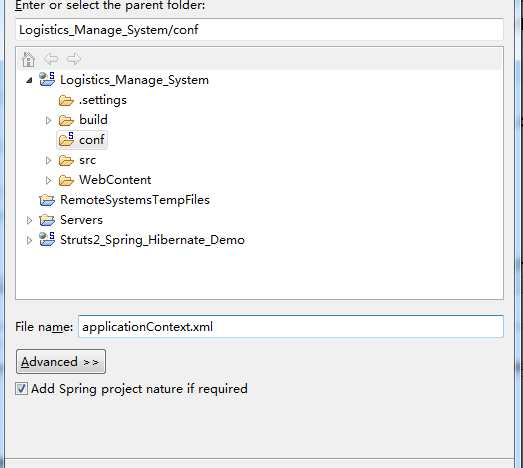 Enter or select the parent folder:
Logistics_Manage_System/conf
Logistics_Manage_System
.settings
build
conf
src
WebContent
RemoteSystemsTempFiles
Servers
Struts2_Spring_Hibernate_Demo
File name: applicationContext.xml
Advanced >>
Add Spring project nature if required